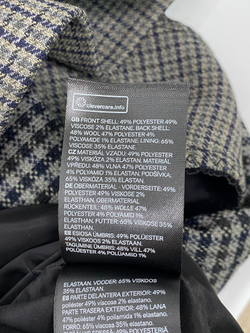 clevercare.info
GB FRONT SHELL: 49% POLYESTER 49%
VISCOSE 2% ELASTANE. BACK SHELL:
48% WOOL 47% POLYESTER 4%
POLYAMIDE 1% ELASTANE LINING: 65%
VISCOSE 35% ELASTANE.
CZ MATERIÁL VZADU: 49% POLYESTER
49% VISKÓZA 2% ELASTAN. MATERIÁL
VPŘEDU: 48% VLNA 47% POLYESTER 4%
POLYAMID 1% ELASTAN. PODŠÍVKA:
65% VISKÓZA 35% ELASTAN.
DE OBERMATERIAL - VORDERSEITE: 49%
POLYESTER 49% VISKOSE 2%
ELASTHAN. OBERMATERIAL
RÜCKENTEIL: 48% WOLLE 47%
POLYESTER 4% POLYAMID 1%
ELASTHAN. FUTTER: 65% VISKOSE 35%
ELASTHAN.
EE ESIOSA ÜMBRIS: 49% POLÜESTER
49% VISKOOS 2% ELASTAAN.
TAGUMINE ÜMBRIS: 48% VILL 47%
POLÜESTER 4% POLÜAMIID 1%
ELASTAAN. VOODER: 65% VISKOOS
35% ELASTAAN.
ES PARTE DELANTERA EXTERIOR: 49%
poliéster 49% viscosa 2% elastano.
PARTE TRASERA EXTERIOR: 48% LANA
47% poliéster 4% poliamida 1% elastano.
FORRO: 65% viscosa 35% elastano.